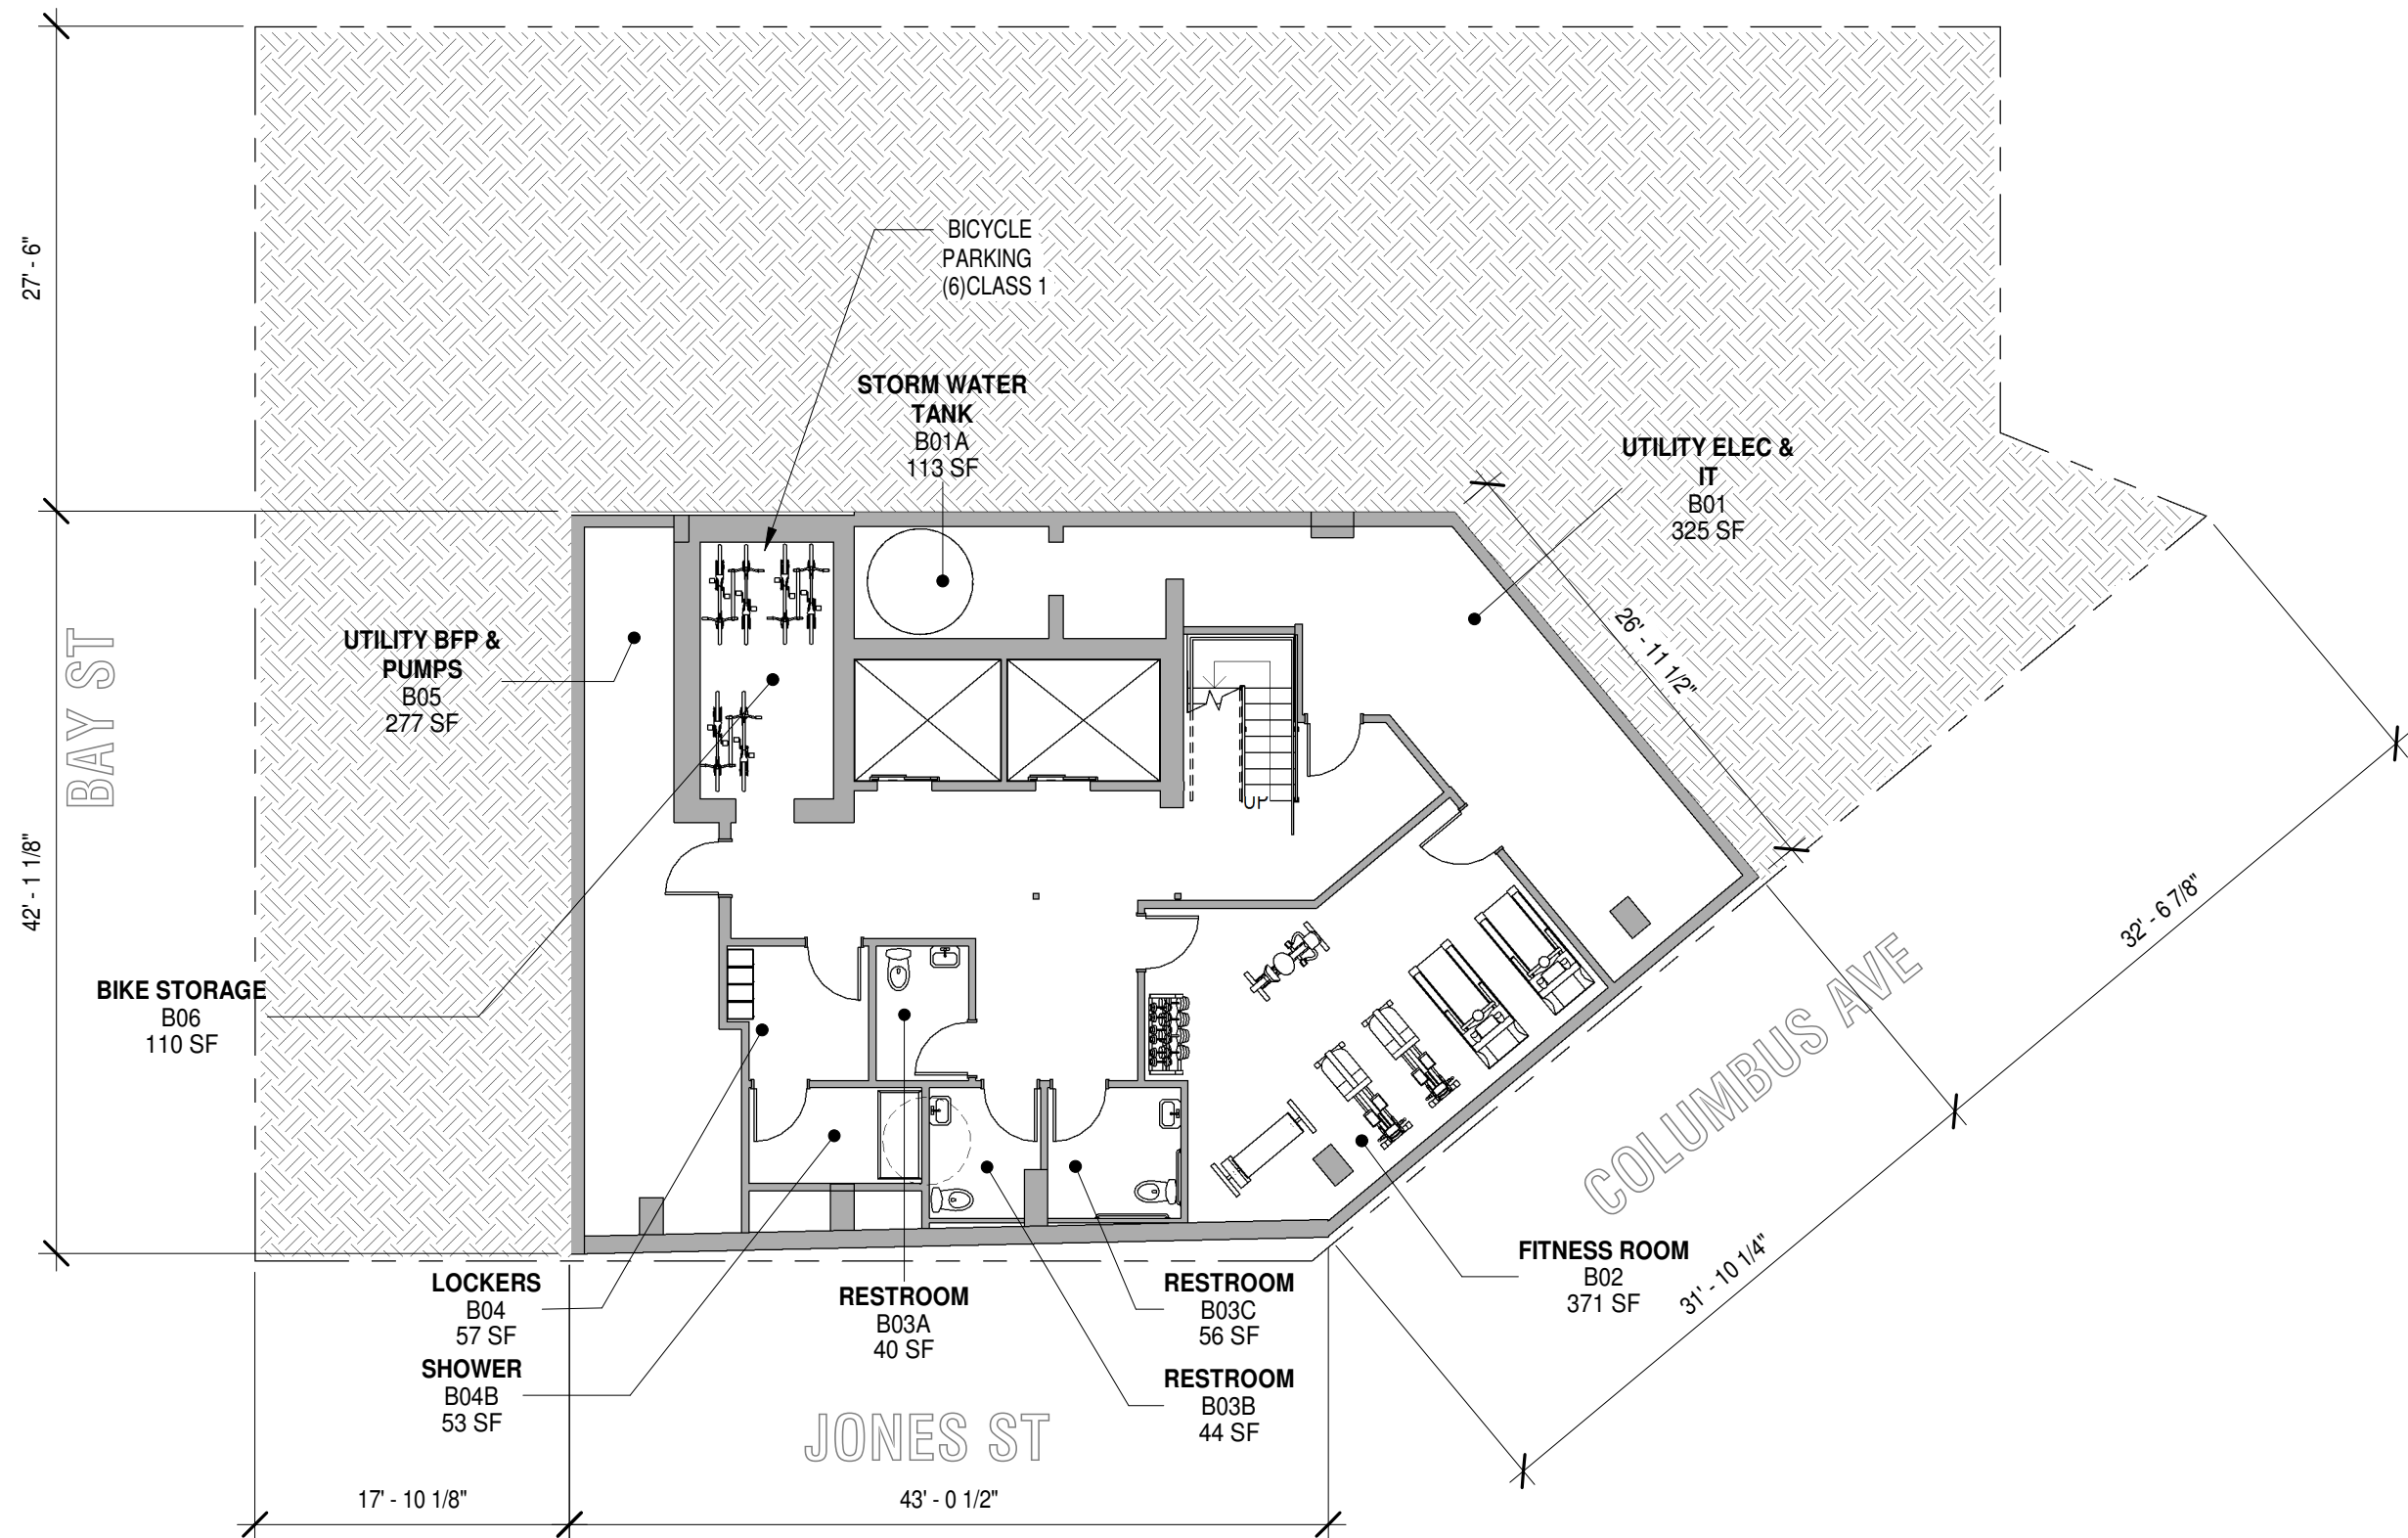 27' - 6"
42' - 1 1/8"
BAY ST
BICYCLE
PARKING
(6)CLASS 1
STORM WATER
TANK
B01A
113 SF
UTILITY ELEC &
IT
B01
325 SF
26' - 11 1/2"
UTILITY BFP &
PUMPS
B05
277 SF
UP
32' - 6 7/8"
BIKE STORAGE
B06
110 SF
COLUMBUS AVE
FITNESS ROOM
B02
371 SF
31' - 10 1/4"
LOCKERS
B04
57 SF
SHOWER
B04B
53 SF
RESTROOM
B03A
40 SF
RESTROOM
B03C
56 SF
RESTROOM
B03B
44 SF
JONES ST
17' - 10 1/8"
43' - 0 1/2"